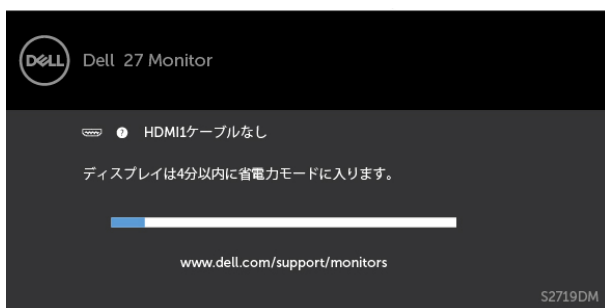 DELL
Dell 27 Monitor
? HDMI1ケーブルなし
ディスプレイは4分以内に省電力モードに入ります。
www.dell.com/support/monitors
S2719DM